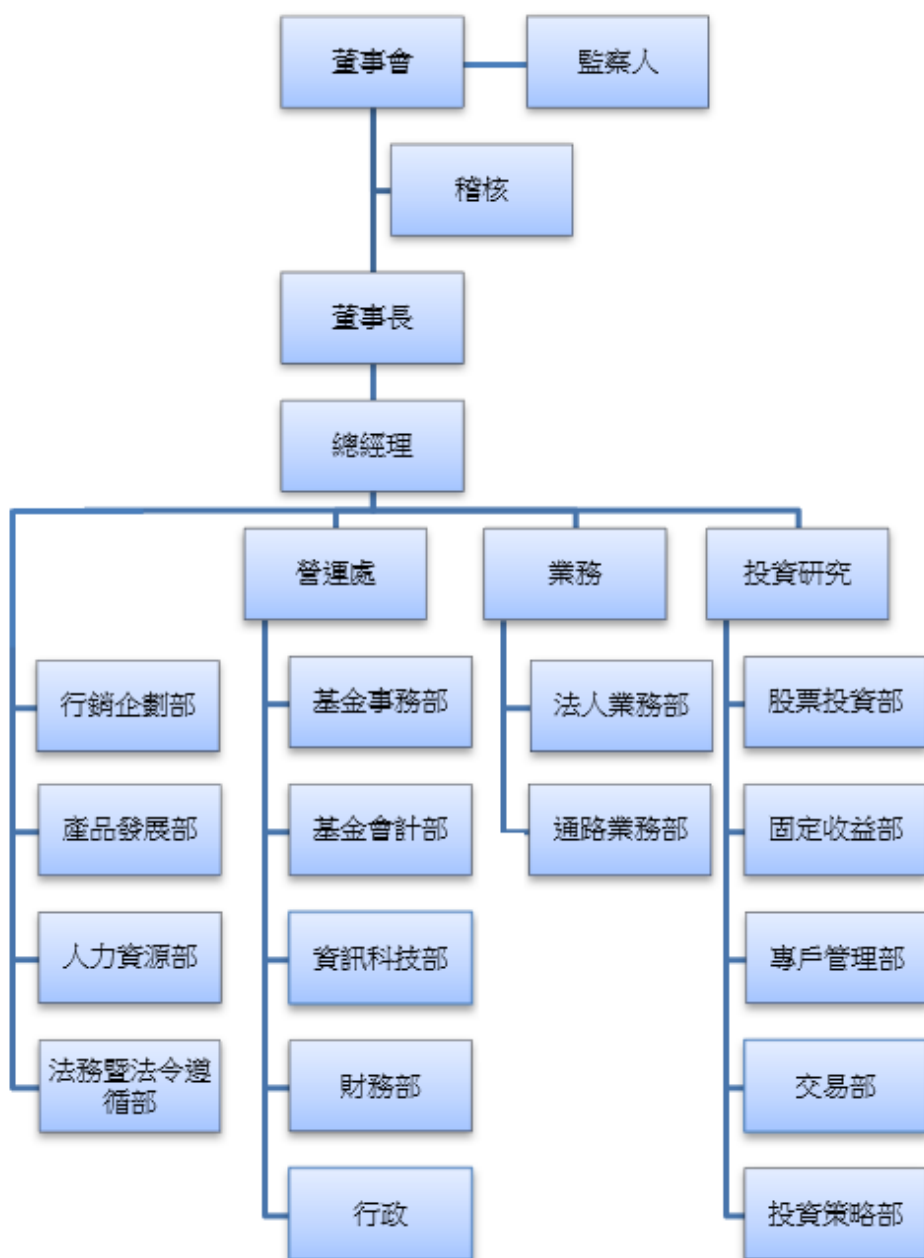 董事會
監察人
稽核
董事長
總經理
營運處
業務
投資研究
行銷企劃部
基金事務部
法人業務部
股票投資部
產品發展部
基金會計部
通路業務部
固定收益部
人力資源部
資訊科技部
專戶管理部
法務暨法令遵
循部
財務部
交易部
行政
投資策略部